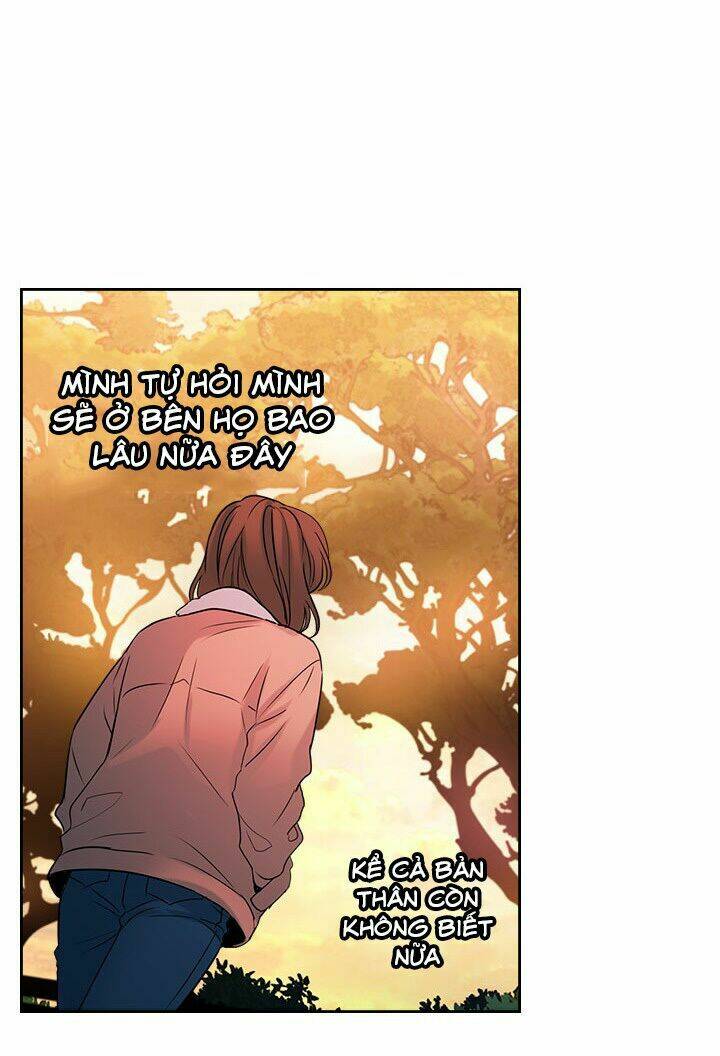 MÌNH TỰ HỎI MÌNH
SẼ Ở BÊN HỌ BAO
LÂU NỮA ĐÂY
KỂ CẢ BẢN
THÂN CÒN
KHÔNG BIẾT
NỮA